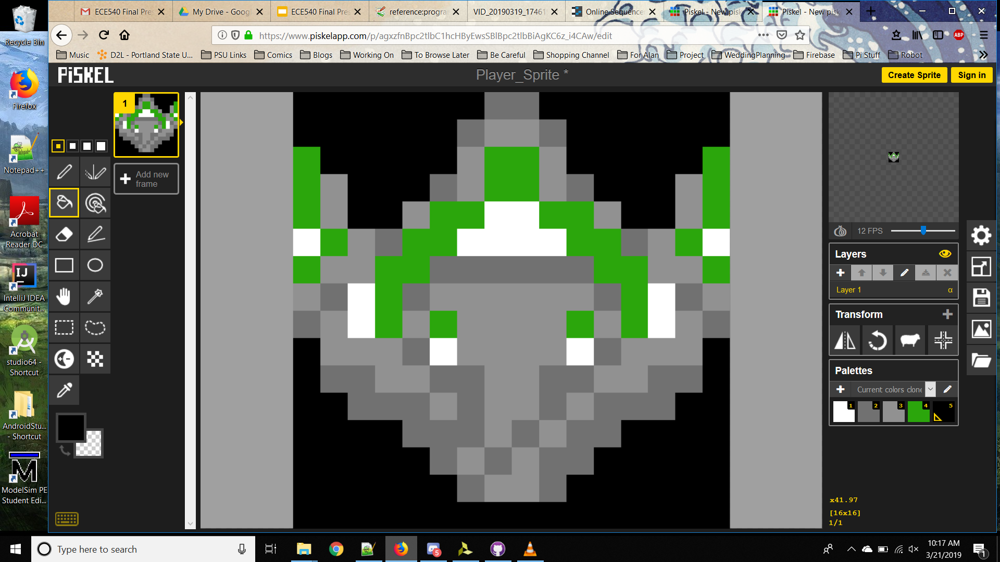 Recycle Bin
Firefox
Notepad++
Acrobat
Reader DC
IntelliJ IDEA
Communit...
studio64 -
Shortcut
AndroidStu...
- Shortcut
ModelSim PE
Student Edi...
ECE540 Final Pre
My Drive - Googl
ECE540 Final Pre
reference:progra
VID_20190319_17461
Online Sequence
Piskel - New pisk
Piskel - New pisk
https://www.piskelapp.com/p/agxzfnBpc2tlbC1hcHByEwsSBlBpc2tlbBiAgKC6z_i4CAw/edit
ABP
Music
D2L - Portland State U...
PSU Links
Comics
Blogs
Working On
To Browse Later
Be Careful
Shopping Channel
For Alan
Project
WeddingPlanning
Firebase
Pi Stuff
Robot
PiSKEL
Player_Sprite *
Create Sprite
Sign in
1
Add new
frame
12 FPS
Layers
Layer 1
α
Transform
Palettes
Current colors clone
1 2 3 4 5
x41.97
[16x16]
1/1
Type here to search
5
10:17 AM
3/21/2019
1